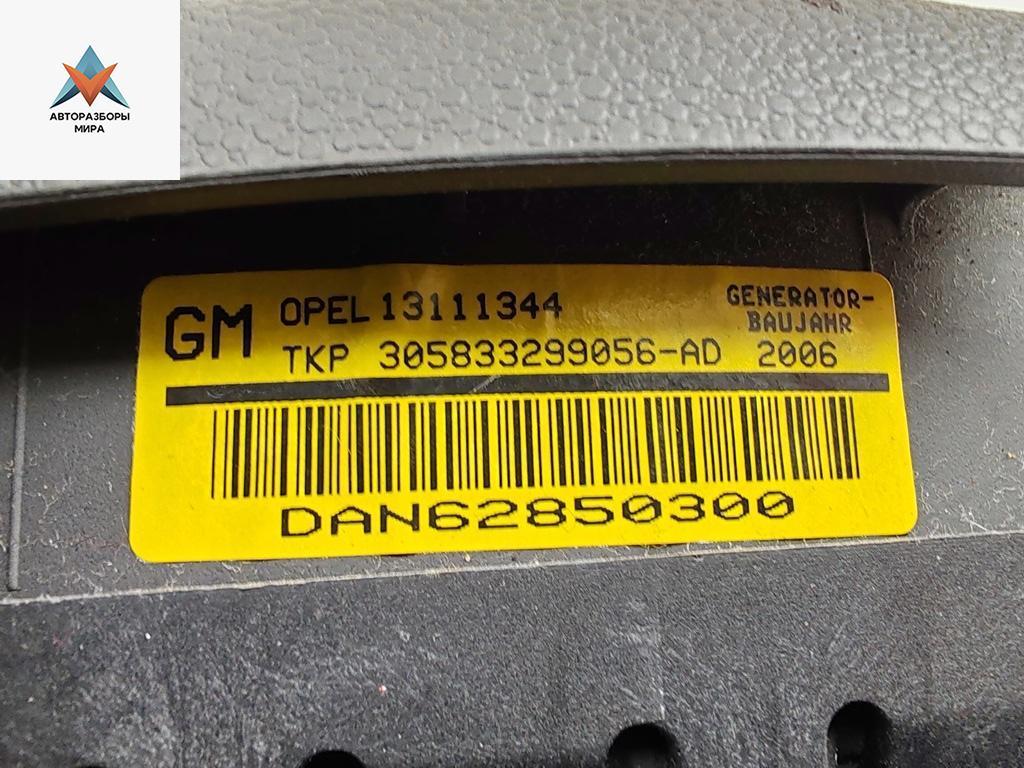 АВТОРАЗБОРЫ
МИРА
GM
OPEL 13111344
GENERATOR-
BAUJAHR
TKP 305833299056-AD 2006
DAN62850300